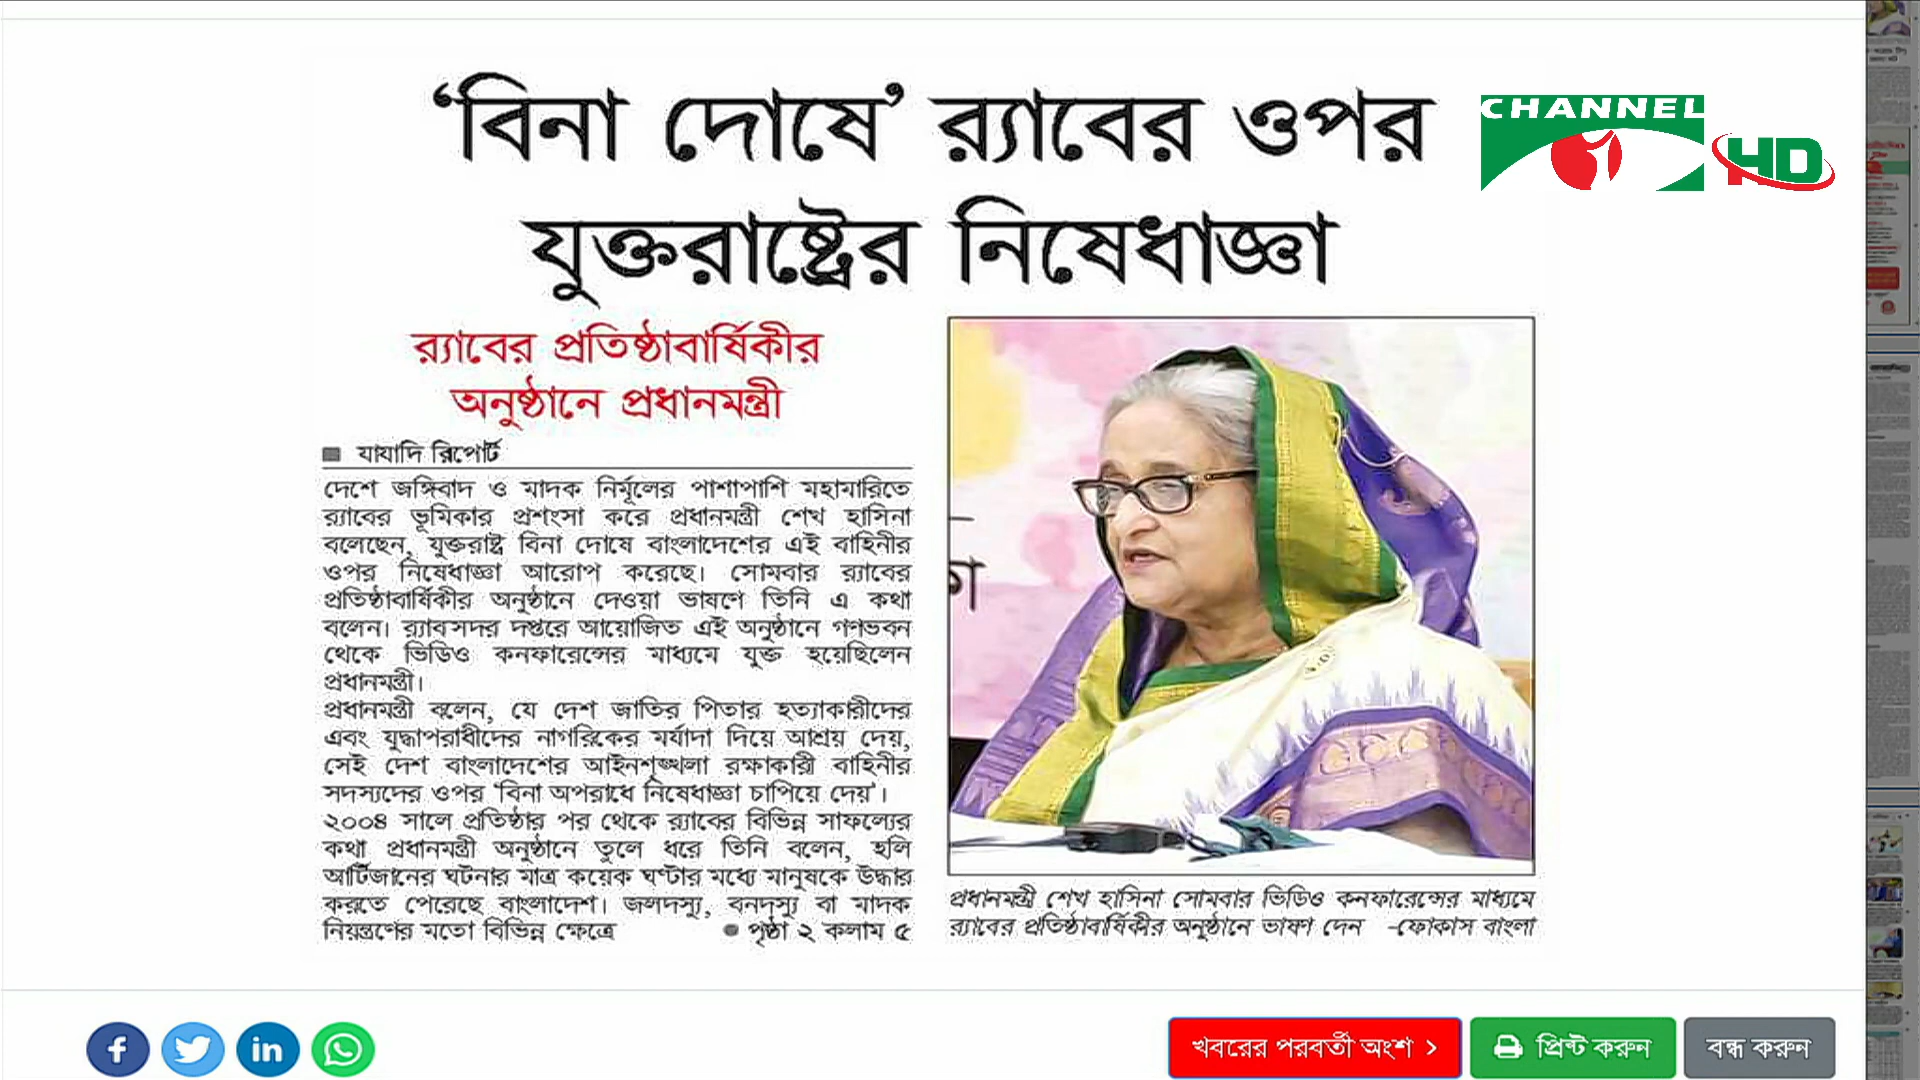 ‘বিনা দোষে’ র‍্যাবের ওপর
যুক্তরাষ্ট্রের নিষেধাজ্ঞা
CHANNEL
i HD
র‍্যাবের প্রতিষ্ঠাবার্ষিকীর
অনুষ্ঠানে প্রধানমন্ত্রী
যাযাদি রিপোর্ট
দেশে জঙ্গিবাদ ও মাদক নির্মূলের পাশাপাশি মহামারিতে
র‍্যাবের ভূমিকার প্রশংসা করে প্রধানমন্ত্রী শেখ হাসিনা
বলেছেন, যুক্তরাষ্ট্র বিনা দোষে বাংলাদেশের এই বাহিনীর
ওপর নিষেধাজ্ঞা আরোপ করেছে। সোমবার র‍্যাবের
প্রতিষ্ঠাবার্ষিকীর অনুষ্ঠানে দেওয়া ভাষণে তিনি এ কথা
বলেন। র‍্যাবসদর দপ্তরে আয়োজিত এই অনুষ্ঠানে গণভবন
থেকে ভিডিও কনফারেন্সের মাধ্যমে যুক্ত হয়েছিলেন
প্রধানমন্ত্রী।
প্রধানমন্ত্রী বলেন, যে দেশ জাতির পিতার হত্যাকারীদের
এবং যুদ্ধাপরাধীদের নাগরিকের মর্যাদা দিয়ে আশ্রয় দেয়,
সেই দেশ বাংলাদেশের আইনশৃঙ্খলা রক্ষাকারী বাহিনীর
সদস্যদের ওপর ‘বিনা অপরাধে নিষেধাজ্ঞা চাপিয়ে দেয়’।
২০০৪ সালে প্রতিষ্ঠার পর থেকে র‍্যাবের বিভিন্ন সাফল্যের
কথা প্রধানমন্ত্রী অনুষ্ঠানে তুলে ধরে তিনি বলেন, হলি
আর্টিজানের ঘটনার মাত্র কয়েক ঘণ্টার মধ্যে মানুষকে উদ্ধার
করতে পেরেছে বাংলাদেশ। জলদস্যু, বনদস্যু বা মাদক
নিয়ন্ত্রণের মতো বিভিন্ন ক্ষেত্রে ● পৃষ্ঠা ২ কলাম ৫
প্রধানমন্ত্রী শেখ হাসিনা সোমবার ভিডিও কনফারেন্সের মাধ্যমে
র‍্যাবের প্রতিষ্ঠাবার্ষিকীর অনুষ্ঠানে ভাষণ দেন -ফোকাস বাংলা
খবরের পরবর্তী অংশ >
প্রিন্ট করুন
বন্ধ করুন